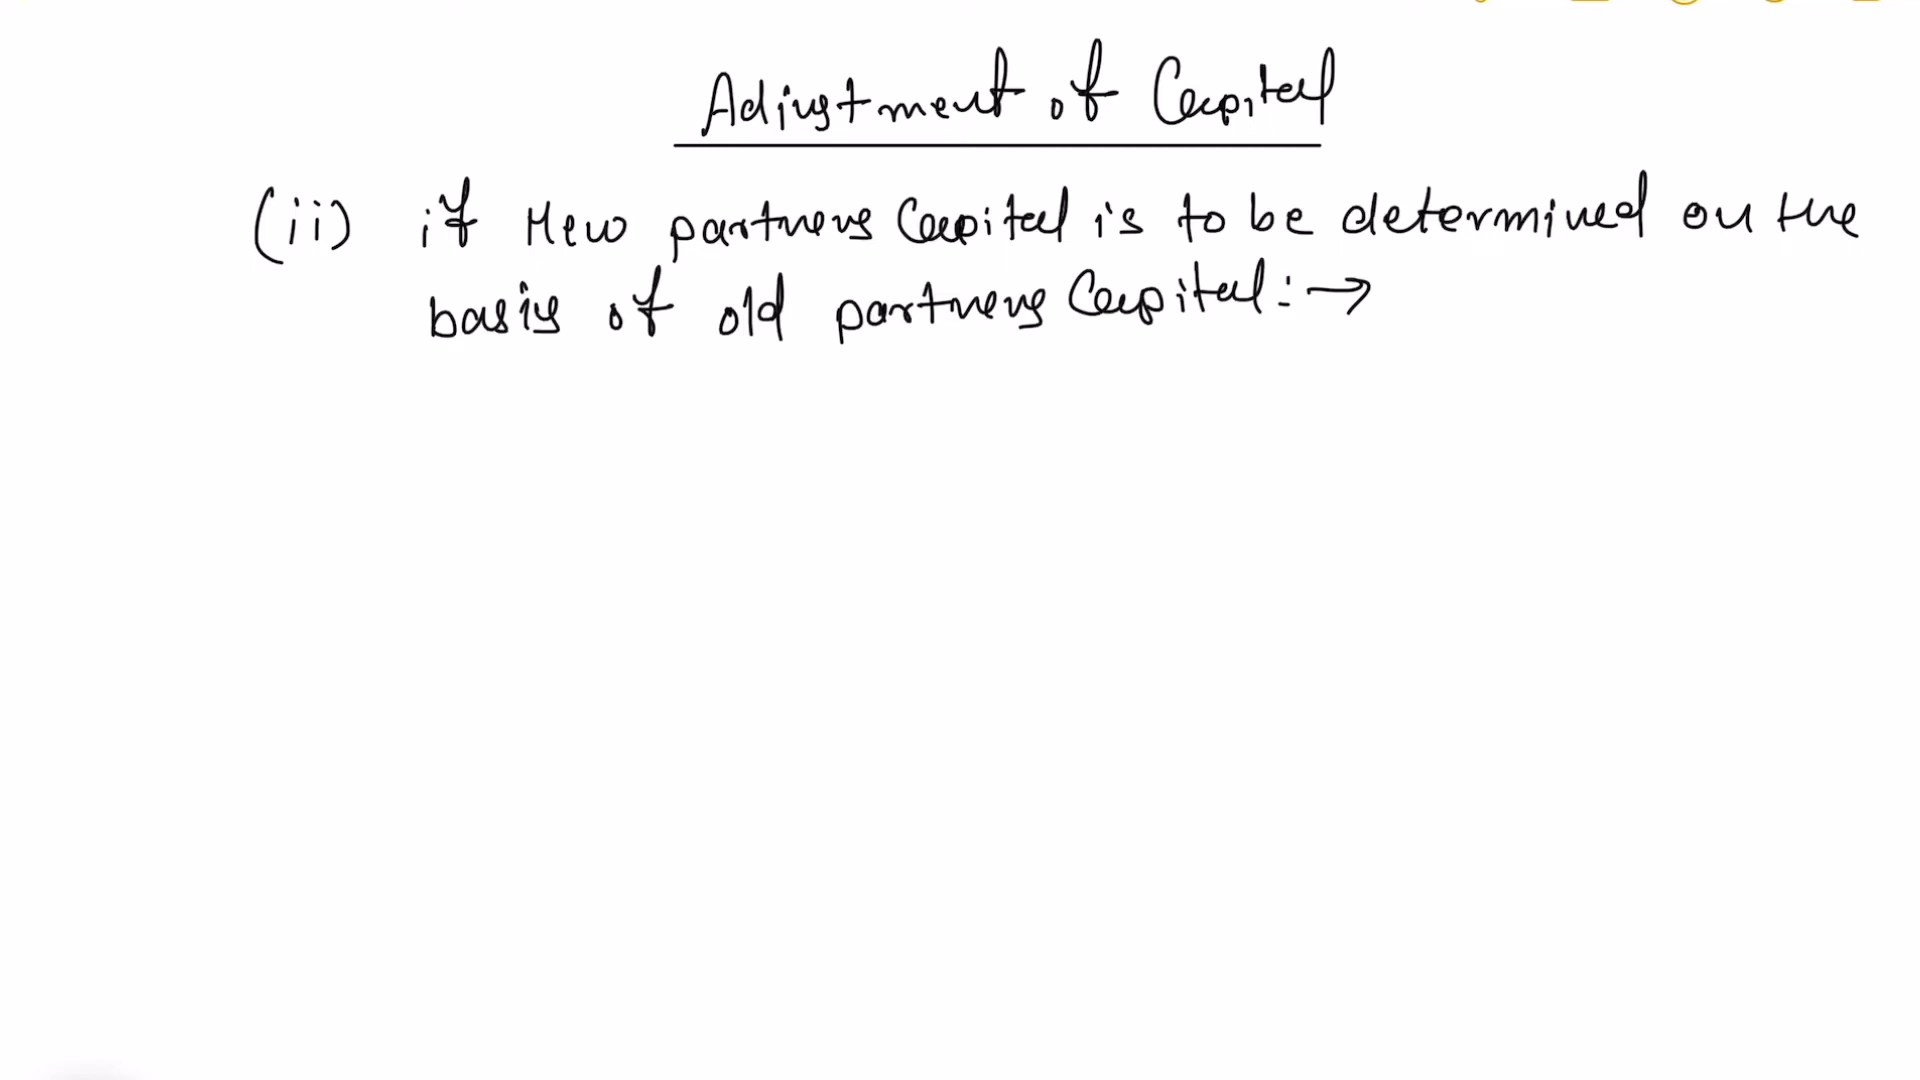 Adjustment of Capital
(ii) if New partners Capital is to be determined on the
basis of old partners Capital :→